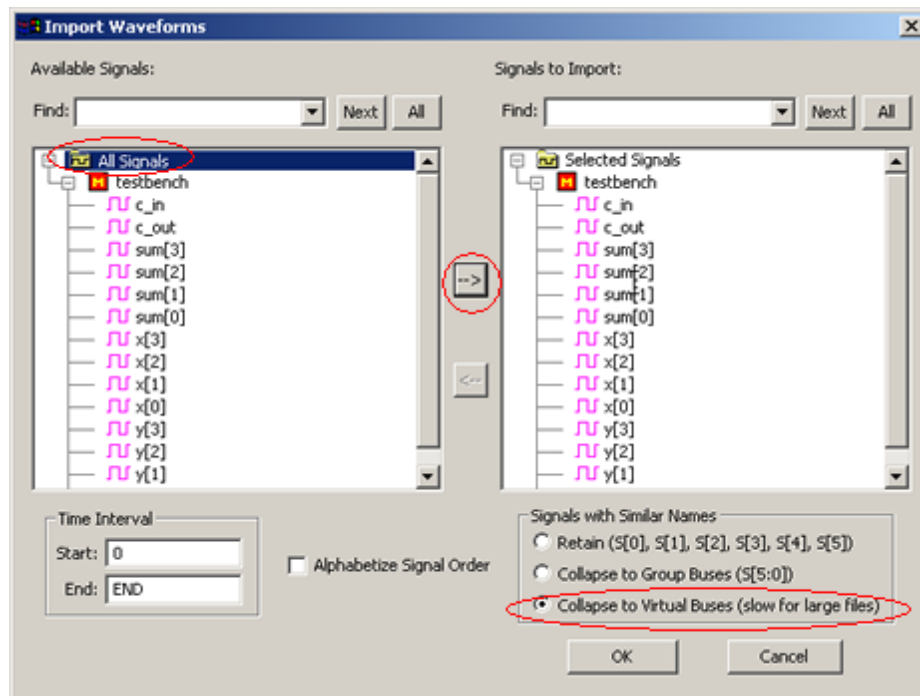 Import Waveforms
Available Signals:
Find:
Next
All
All Signals
testbench
c_in
c_out
sum[3]
sum[2]
sum[1]
sum[0]
x[3]
x[2]
x[1]
x[0]
y[3]
y[2]
y[1]
-->
<--
Signals to Import:
Find:
Next
All
Selected Signals
testbench
c_in
c_out
sum[3]
sum[2]
sum[1]
sum[0]
x[3]
x[2]
x[1]
x[0]
y[3]
y[2]
y[1]
Time Interval
Start: 0
End: END
Alphabetize Signal Order
Signals with Similar Names
Retain (S[0], S[1], S[2], S[3], S[4], S[5])
Collapse to Group Buses (S[5:0])
Collapse to Virtual Buses (slow for large files)
OK
Cancel